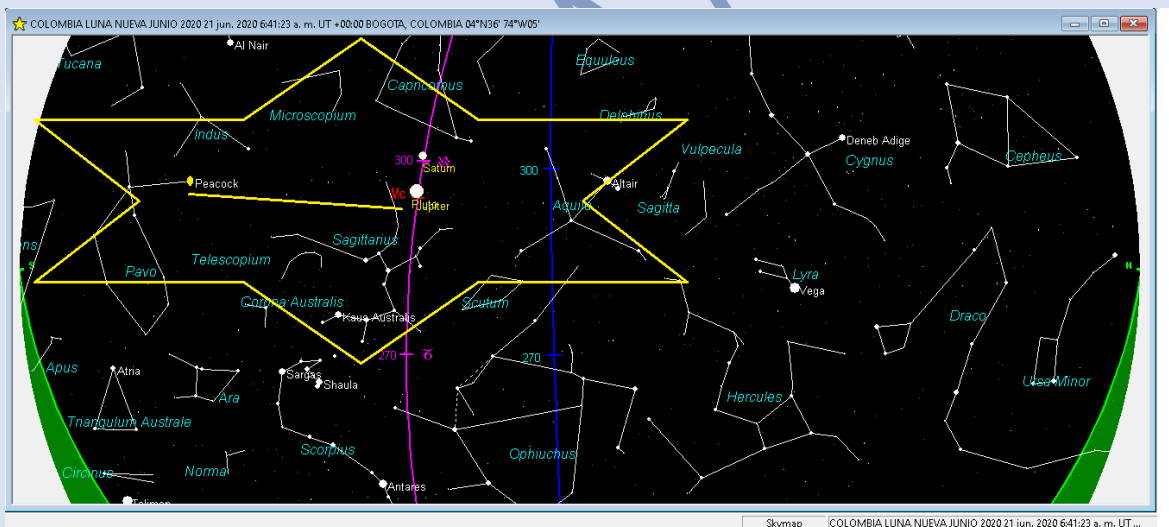 COLOMBIA LUNA NUEVA JUNIO 2020 21 jun. 2020 6:41:23 a. m. UT +00:00 BOGOTA, COLOMBIA 04°N36' 74°W05'
Tucana
Al Nair
Capricornus
Equuleus
Microscopium
Delphinus
Indus
Deneb Adige
Vulpecula
Cygnus
Cepheus
300
Saturn
300
Peacock
Mc
Altair
Jupiter
Aquila
Sagitta
Sagittarius
S
Pavo
Telescopium
N
Lyra
Vega
Corona Australis
Scutum
Kaus Australis
Draco
270
270
Apus
Atria
Sargas
Shaula
Ara
Ursa Minor
Hercules
Triangulum Australe
Scorpius
Ophiuchus
Circinus
Norma
Antares
Toliman
Skymap
COLOMBIA LUNA NUEVA JUNIO 2020 21 jun. 2020 6:41:23 a. m. UT ...